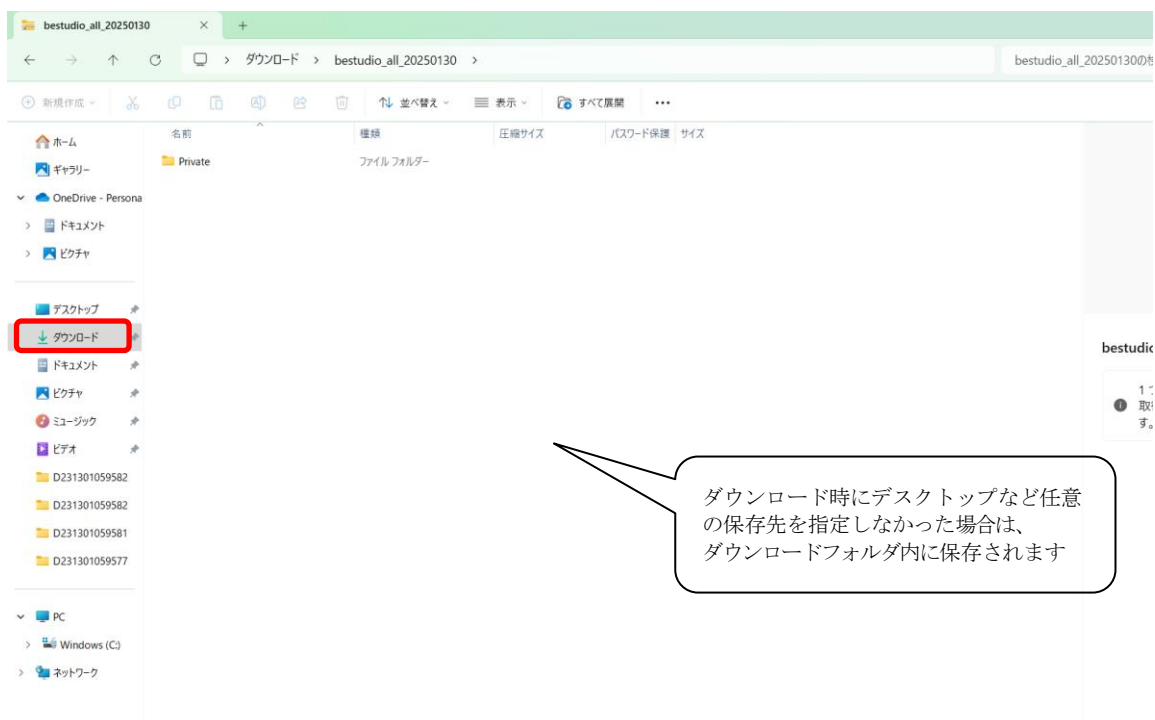 bestudio_all_20250130
ダウンロード > bestudio_all_20250130 >
bestudio_all_20250130の検
新規作成
並べ替え
表示
すべて展開
名前 種類 圧縮サイズ パスワード保護 サイズ
Private ファイル フォルダー
ホーム
ギャラリー
OneDrive - Persona
ドキュメント
ピクチャ
デスクトップ
ダウンロード
ドキュメント
ピクチャ
ミュージック
ビデオ
D231301059582
D231301059582
D231301059581
D231301059577
PC
Windows (C:)
ネットワーク
bestudio
1 つ
取得
す。
ダウンロード時にデスクトップなど任意
の保存先を指定しなかった場合は、
ダウンロードフォルダ内に保存されます